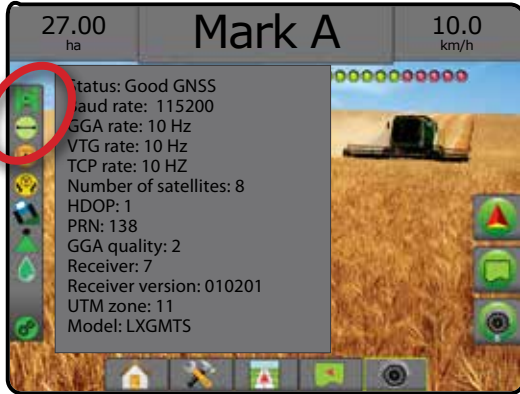 27.00
ha
Mark A
10.0
km/h
Status: Good GNSS
Baud rate: 115200
GGA rate: 10 Hz
VTG rate: 10 Hz
TCP rate: 10 HZ
Number of satellites: 8
HDOP: 1
PRN: 138
GGA quality: 2
Receiver: 7
Receiver version: 010201
UTM zone: 11
Model: LXGMTS